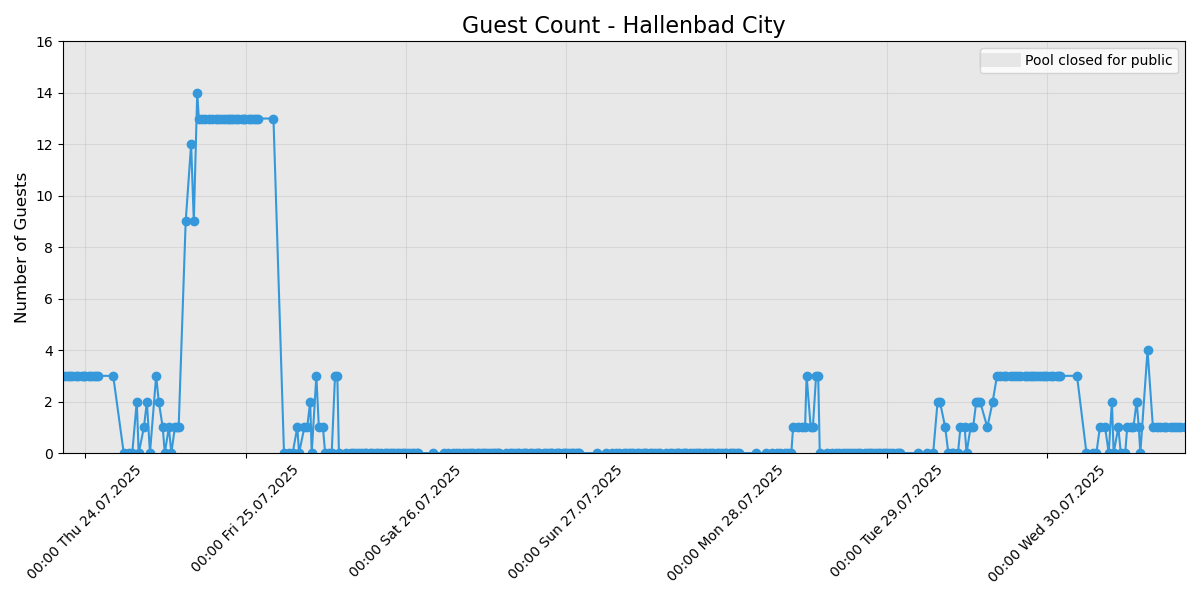 Guest Count - Hallenbad City
Pool closed for public
Number of Guests
16
14
12
10
8
6
4
2
0
00:00 Thu 24.07.2025
00:00 Fri 25.07.2025
00:00 Sat 26.07.2025
00:00 Sun 27.07.2025
00:00 Mon 28.07.2025
00:00 Tue 29.07.2025
00:00 Wed 30.07.2025